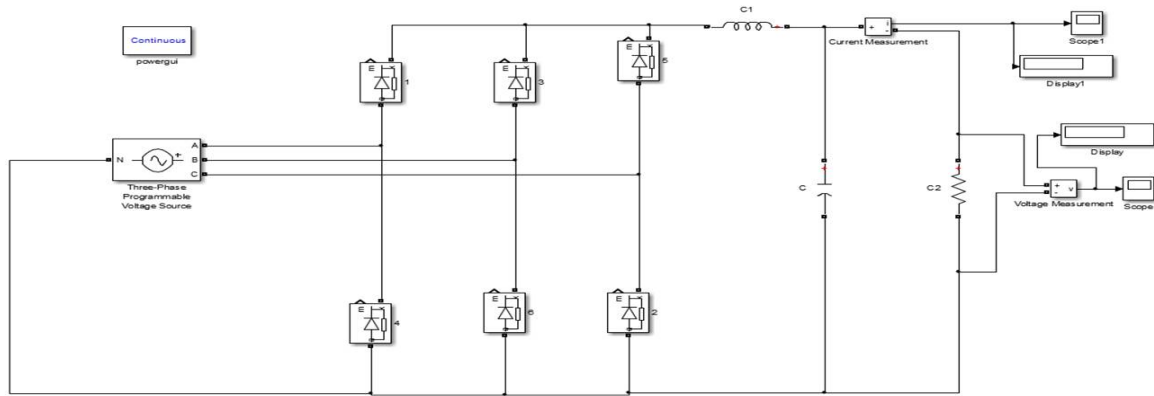 C1
Continuous
powergui
i
+
-
Current Measurement
Scope1
Display1
E
1
E
3
E
5
N
A
B
C
+
Three-Phase
Programmable
Voltage Source
Display
C
+
C2
+
+
-
v
Voltage Measurement
Scope
E
4
E
6
E
2